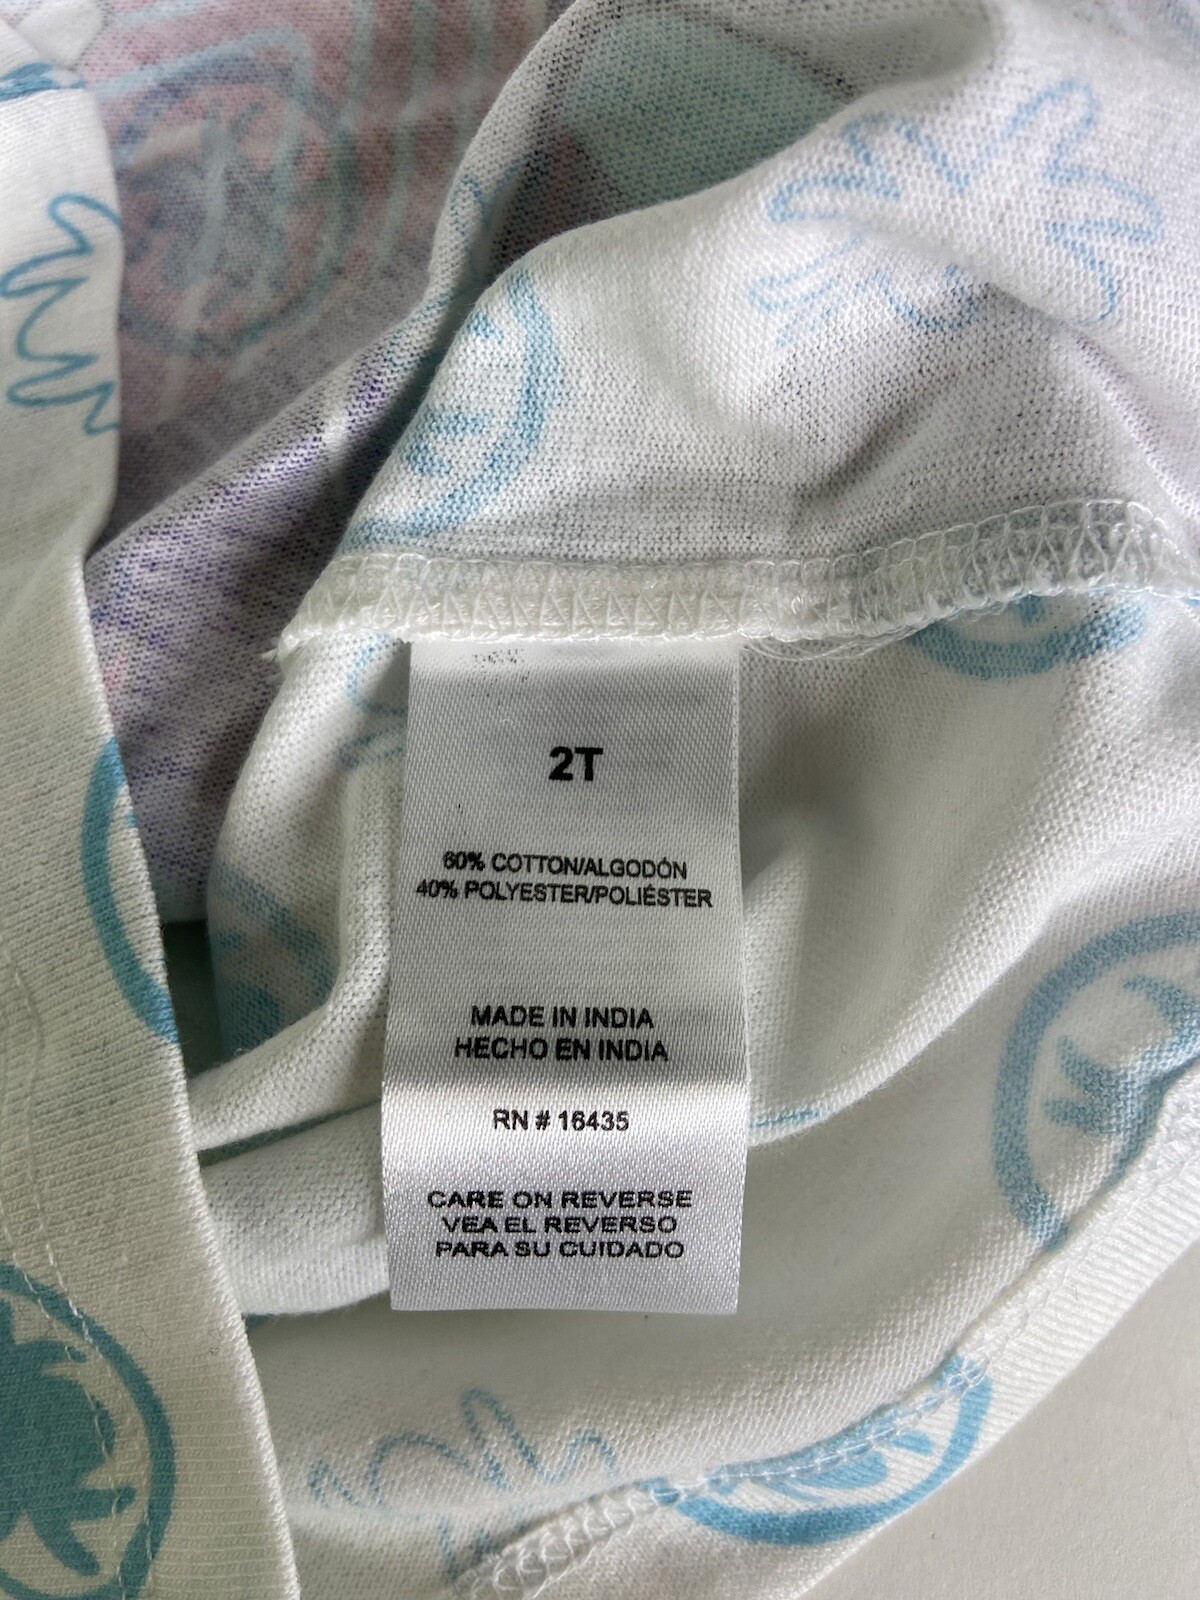 2T
60% COTTON/ALGODÓN
40% POLYESTER/POLIÉSTER
MADE IN INDIA
HECHO EN INDIA
RN # 16435
CARE ON REVERSE
VEA EL REVERSO
PARA SU CUIDADO